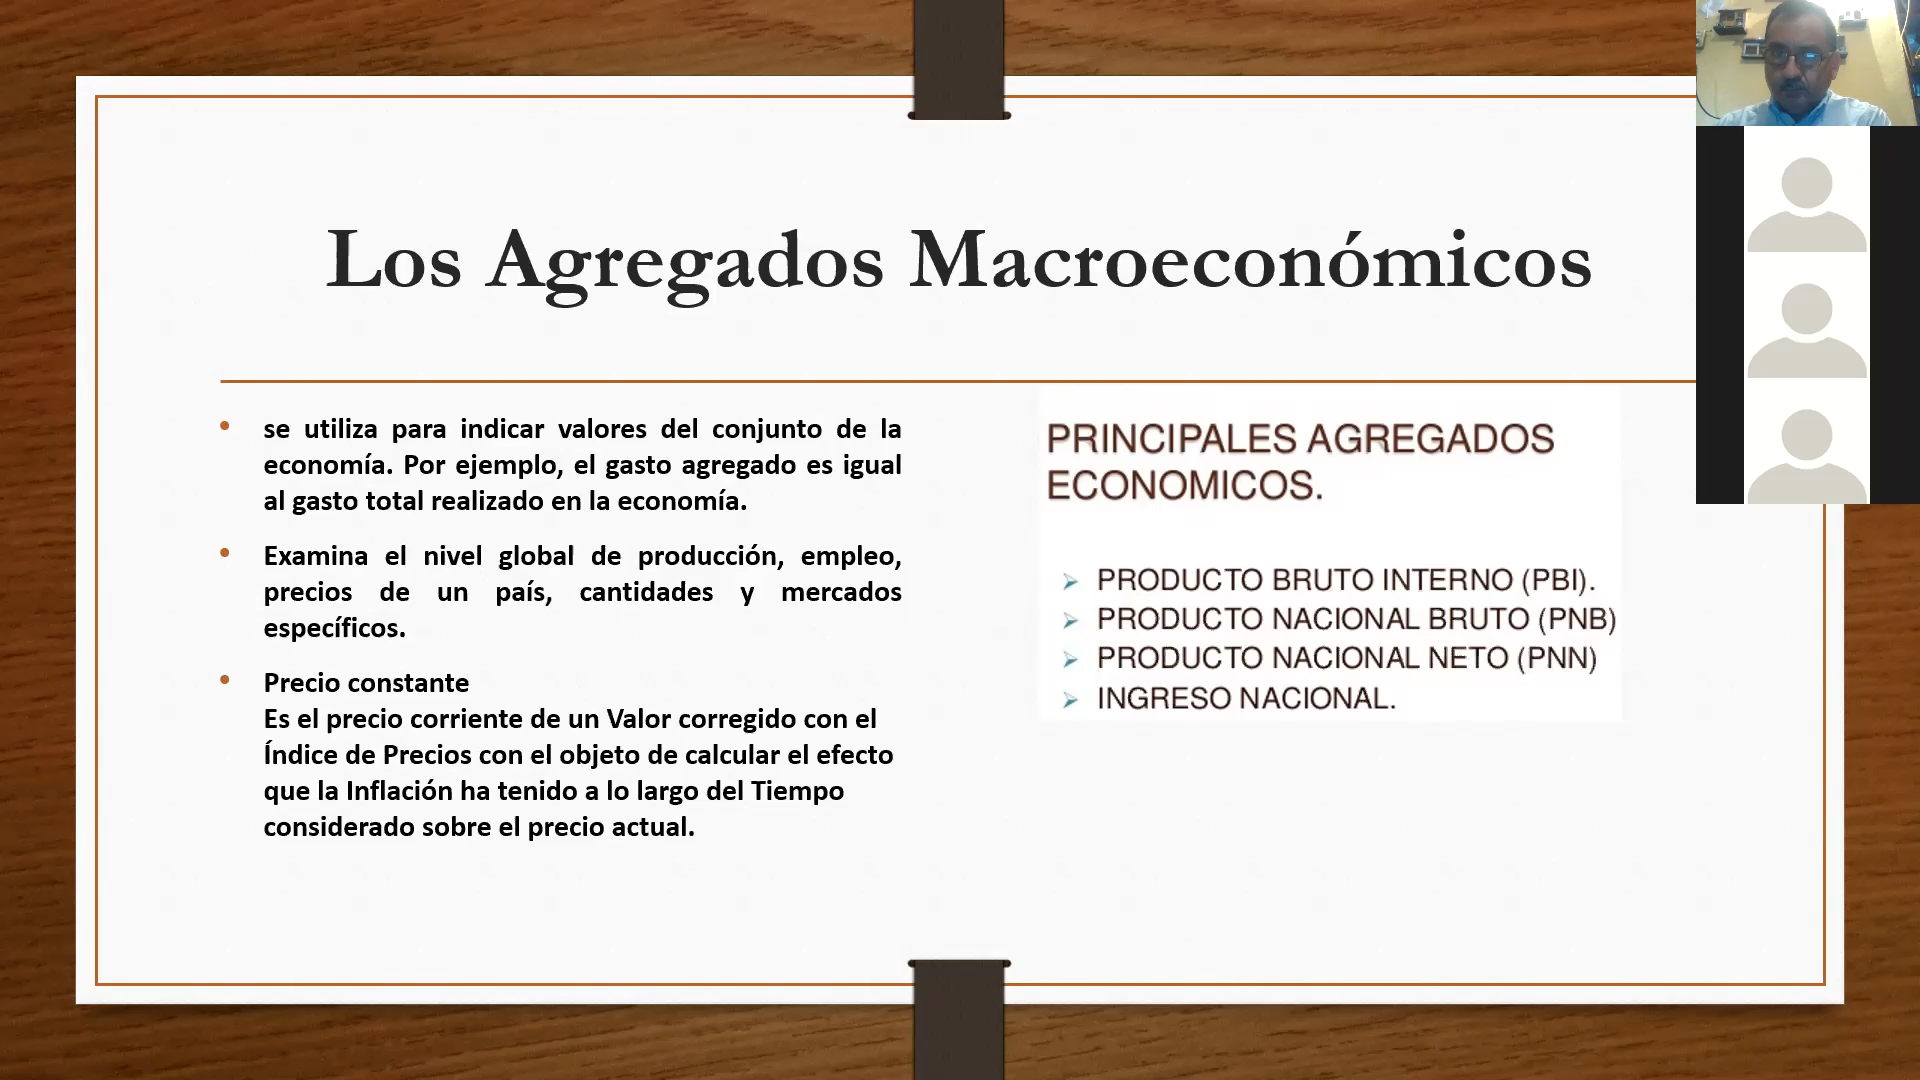 Los Agregados Macroeconómicos
se utiliza para indicar valores del conjunto de la
economía. Por ejemplo, el gasto agregado es igual
al gasto total realizado en la economía.
Examina el nivel global de producción, empleo,
precios de un país, cantidades y mercados
específicos.
Precio constante
Es el precio corriente de un Valor corregido con el
Índice de Precios con el objeto de calcular el efecto
que la Inflación ha tenido a lo largo del Tiempo
considerado sobre el precio actual.
PRINCIPALES AGREGADOS
ECONOMICOS.
PRODUCTO BRUTO INTERNO (PBI).
PRODUCTO NACIONAL BRUTO (PNB)
PRODUCTO NACIONAL NETO (PNN)
INGRESO NACIONAL.